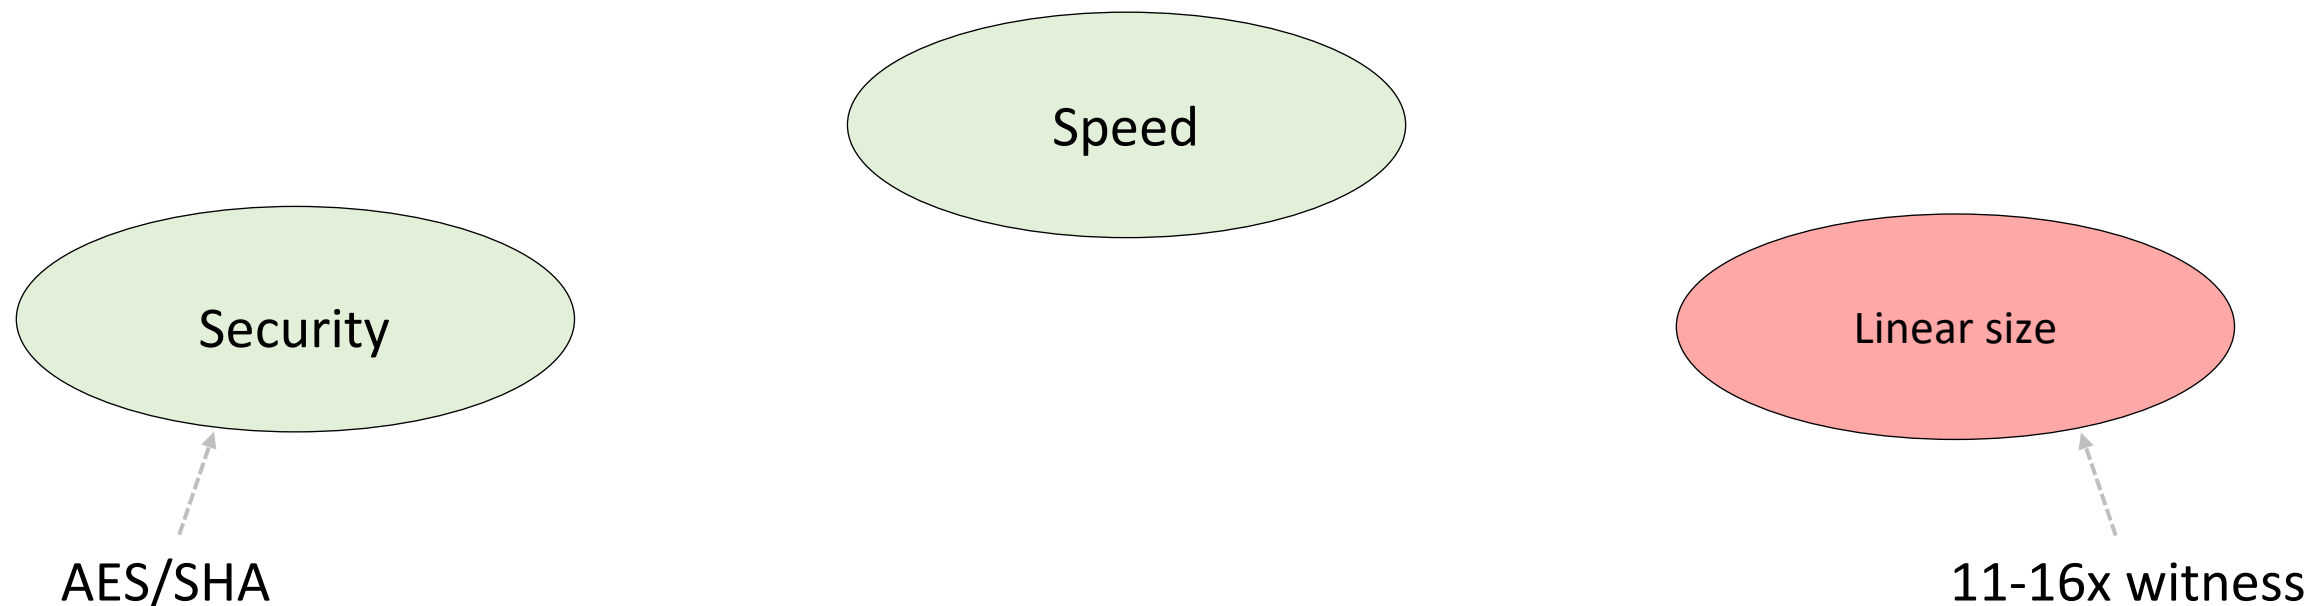 Speed
Security
Linear size
AES/SHA
11-16x witness